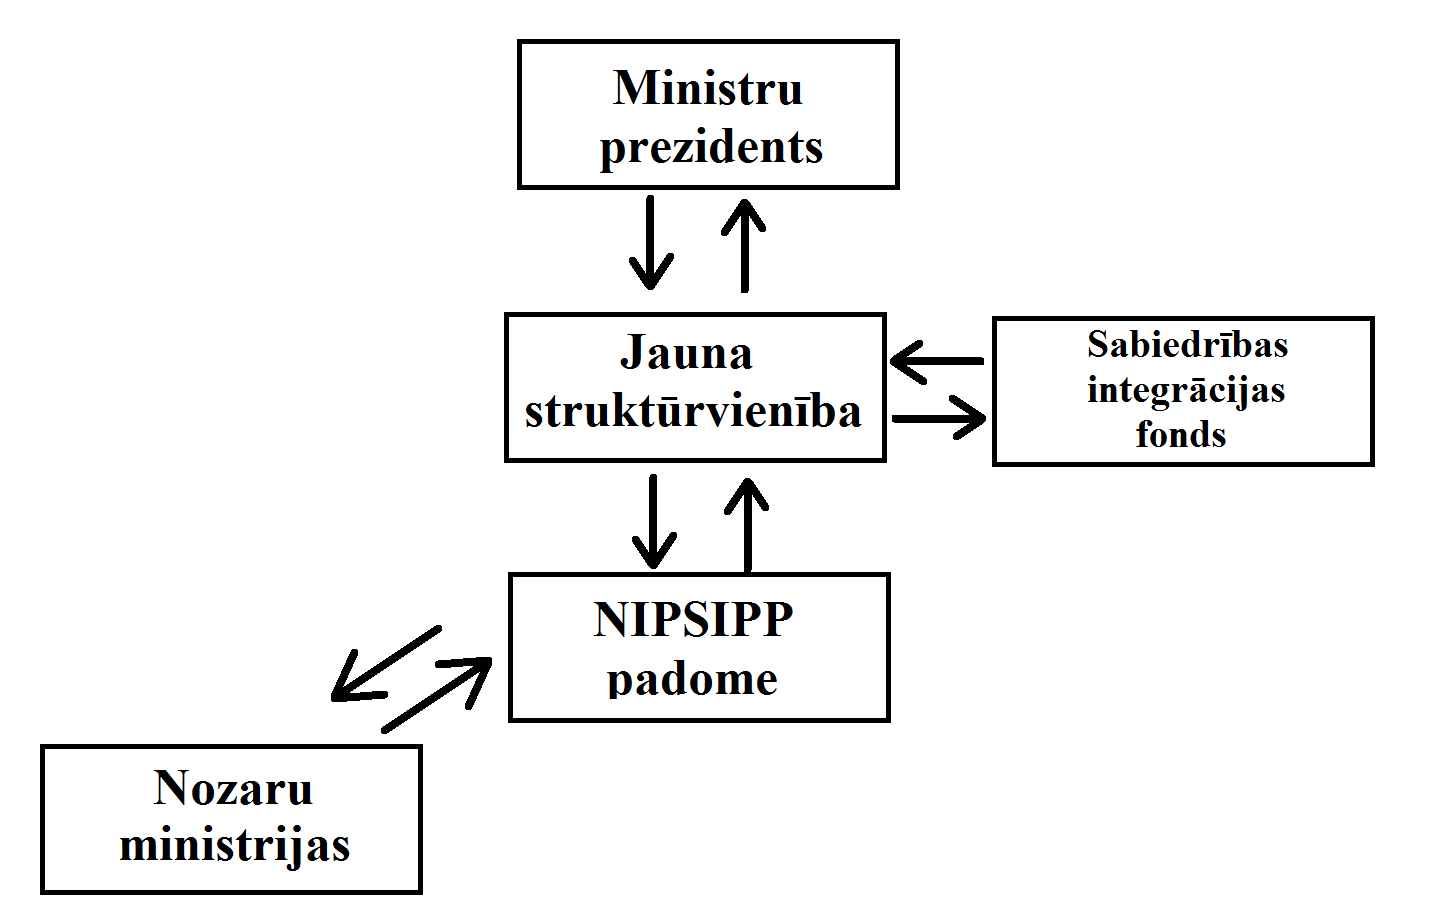 Ministru
prezidents
Jauna
struktūrvienība
Sabiedrības
integrācijas
fonds
NIPSIPP
padome
Nozaru
ministrijas